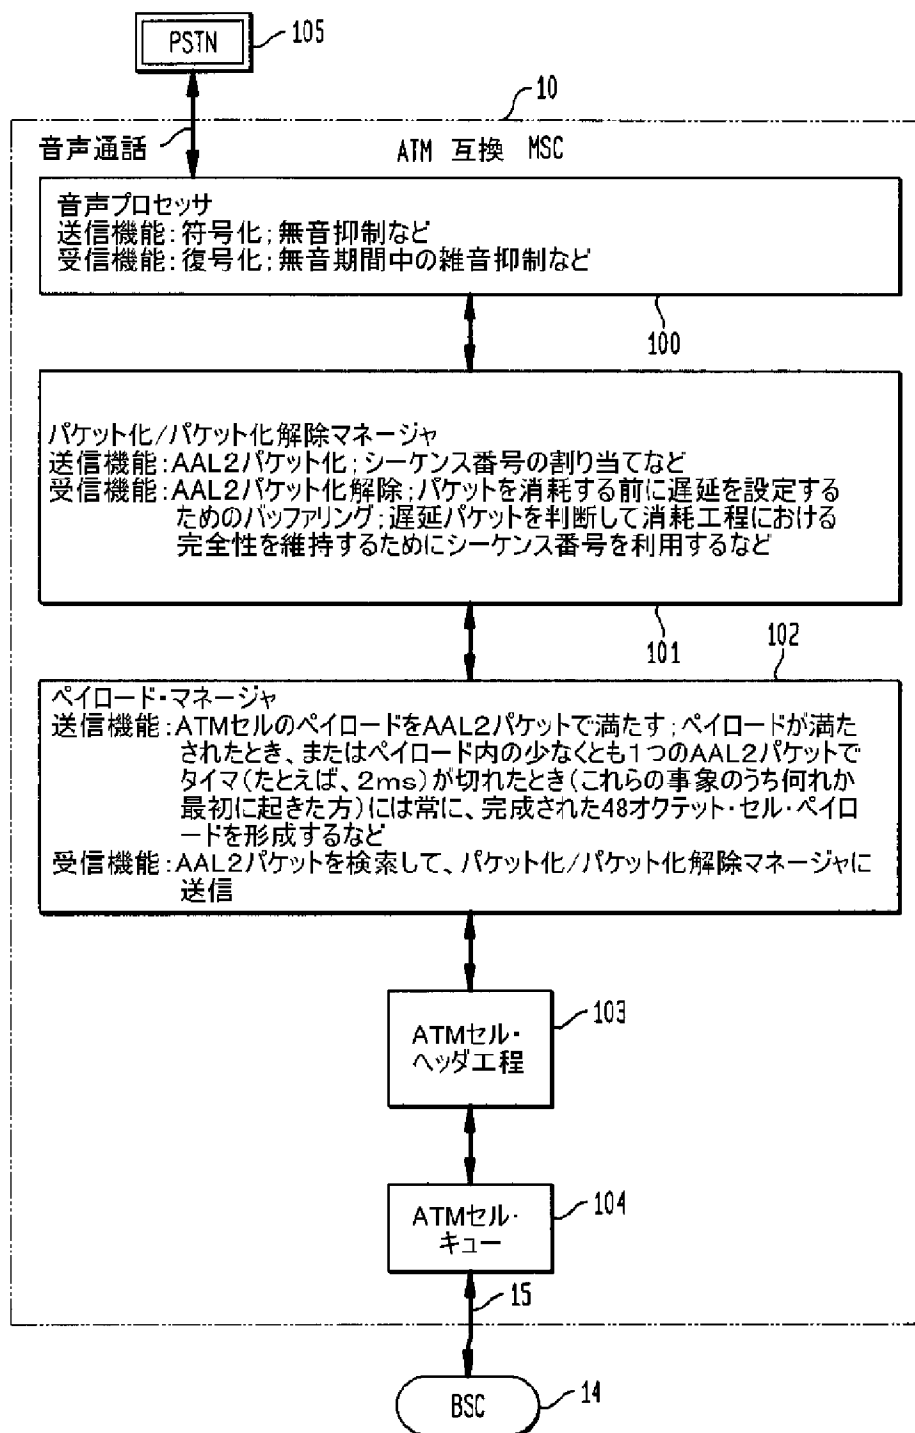 PSTN
105
10
音声通話
ATM 互換 MSC
音声プロセッサ
送信機能:符号化;無音抑制など
受信機能:復号化;無音期間中の雑音抑制など
100
パケット化/パケット化解除マネージャ
送信機能:AAL2パケット化;シーケンス番号の割り当てなど
受信機能:AAL2パケット化解除;パケットを消耗する前に遅延を設定する
ためのバッファリング;遅延パケットを判断して消耗工程における
完全性を維持するためにシーケンス番号を利用するなど
101
102
ペイロード・マネージャ
送信機能:ATMセルのペイロードをAAL2パケットで満たす;ペイロードが満た
されたとき、またはペイロード内の少なくとも1つのAAL2パケットで
タイマ(たとえば、2ms)が切れたとき(これらの事象のうち何れか
最初に起きた方)には常に、完成された48オクテット・セル・ペイロ
ードを形成するなど
受信機能:AAL2パケットを検索して、パケット化/パケット化解除マネージャに
送信
103
ATMセル・
ヘッダ工程
104
ATMセル・
キュー
15
BSC
14